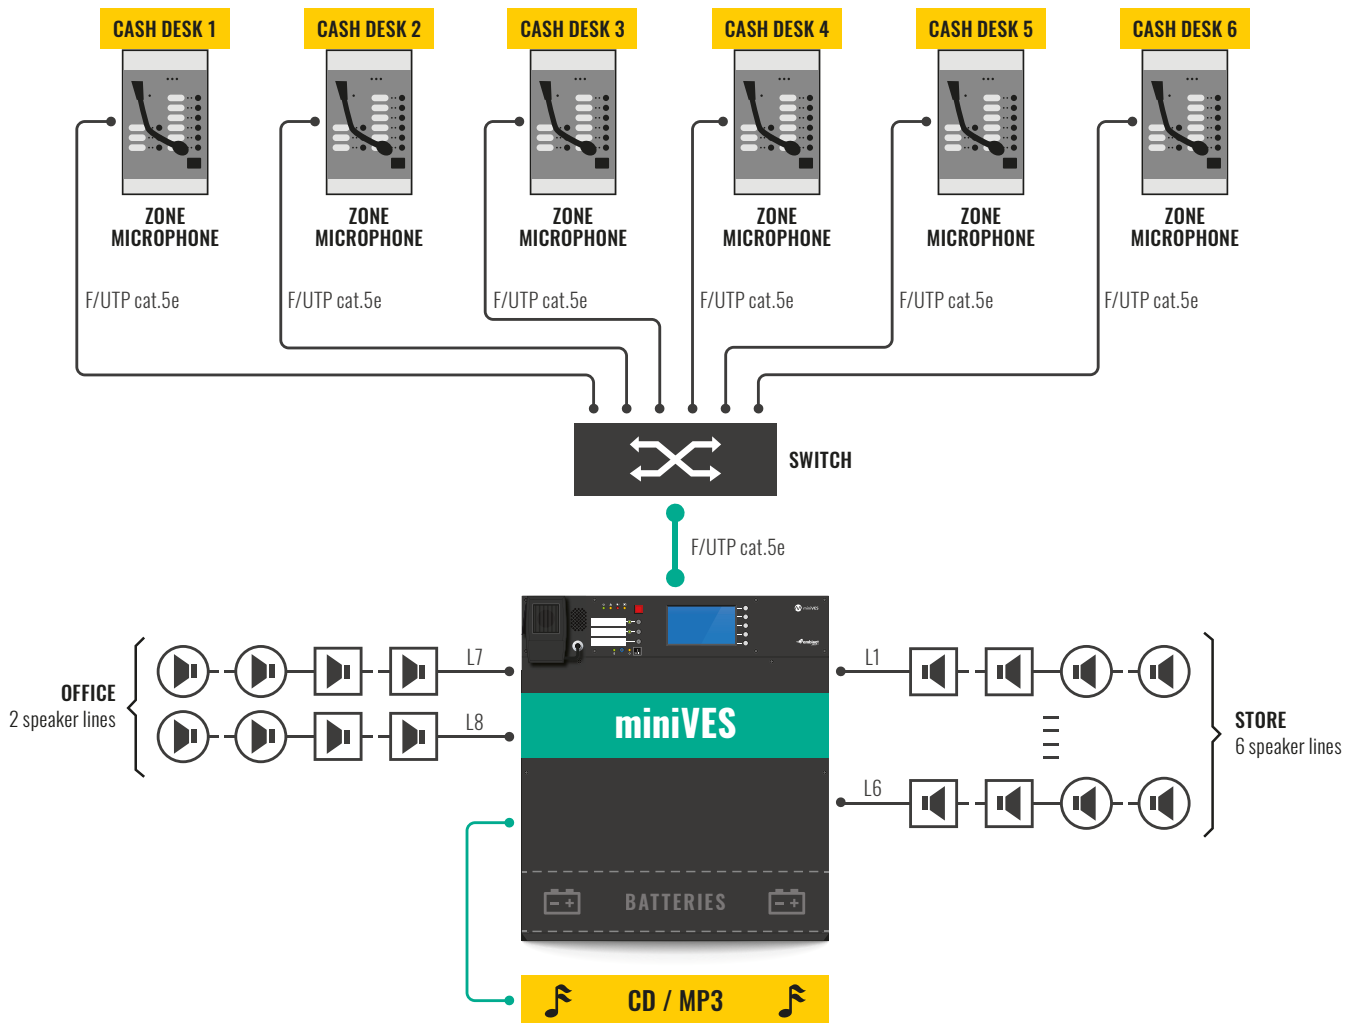 CASH DESK 1
CASH DESK 2
CASH DESK 3
CASH DESK 4
CASH DESK 5
CASH DESK 6
ZONE
MICROPHONE
ZONE
MICROPHONE
ZONE
MICROPHONE
ZONE
MICROPHONE
ZONE
MICROPHONE
ZONE
MICROPHONE
F/UTP cat.5e
F/UTP cat.5e
F/UTP cat.5e
F/UTP cat.5e
F/UTP cat.5e
F/UTP cat.5e
SWITCH
F/UTP cat.5e
miniVES
OFFICE
2 speaker lines
L7
L8
miniVES
L1
L6
STORE
6 speaker lines
BATTERIES
CD / MP3